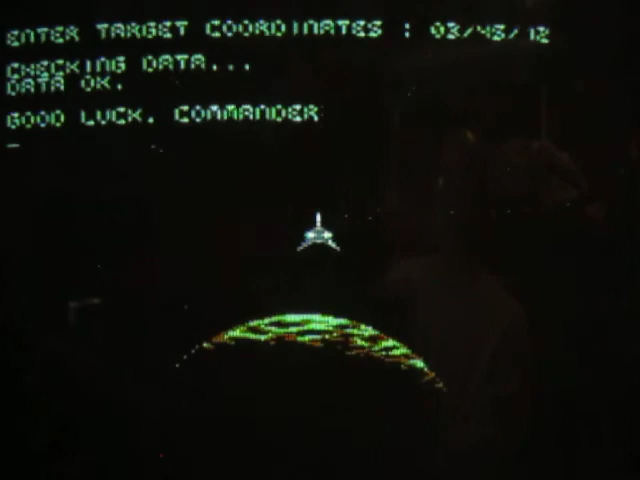 ENTER TARGET COORDINATES : 03/45/12
CHECKING DATA...
DATA OK.
GOOD LUCK. COMMANDER